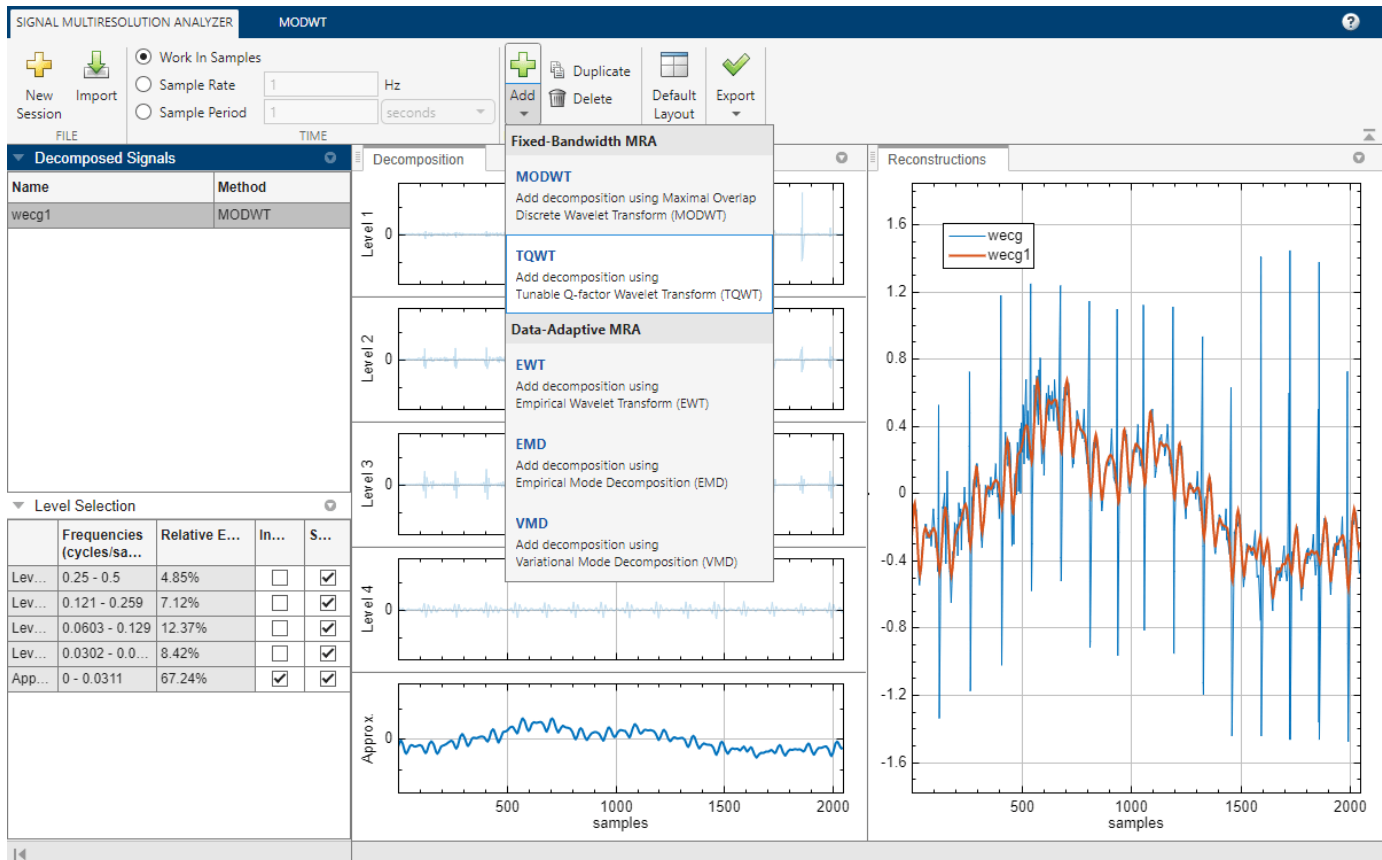 SIGNAL MULTIRESOLUTION ANALYZER
MODWT
?
New
Session
Import
FILE
Work In Samples
Sample Rate
1
Hz
Sample Period
1
seconds
TIME
Add
Duplicate
Delete
Default
Layout
Export
Fixed-Bandwidth MRA
MODWT
Add decomposition using Maximal Overlap
Discrete Wavelet Transform (MODWT)
TQWT
Add decomposition using
Tunable Q-factor Wavelet Transform (TQWT)
Data-Adaptive MRA
EWT
Add decomposition using
Empirical Wavelet Transform (EWT)
EMD
Add decomposition using
Empirical Mode Decomposition (EMD)
VMD
Add decomposition using
Variational Mode Decomposition (VMD)
Decomposed Signals
Name Method
wecg1 MODWT
Level Selection
Frequencies
(cycles/sa... Relative E... In... S...
Lev... 0.25 - 0.5 4.85%
Lev... 0.121 - 0.259 7.12%
Lev... 0.0603 - 0.129 12.37%
Lev... 0.0302 - 0.0... 8.42%
App... 0 - 0.0311 67.24%
Decomposition
Level 1
0
Level 2
0
Level 3
0
Level 4
0
Approx.
0
500 1000 1500 2000
samples
Reconstructions
wecg
wecg1
1.6
1.2
0.8
0.4
0
-0.4
-0.8
-1.2
-1.6
500 1000 1500 2000
samples